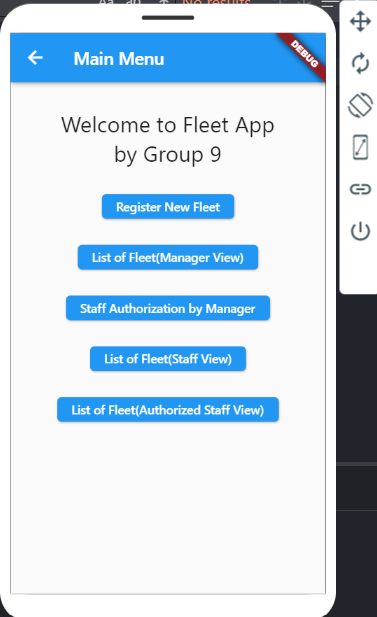 Aa ab No results
Main Menu
DEBUG
Welcome to Fleet App
by Group 9
Register New Fleet
List of Fleet(Manager View)
Staff Authorization by Manager
List of Fleet(Staff View)
List of Fleet(Authorized Staff View)